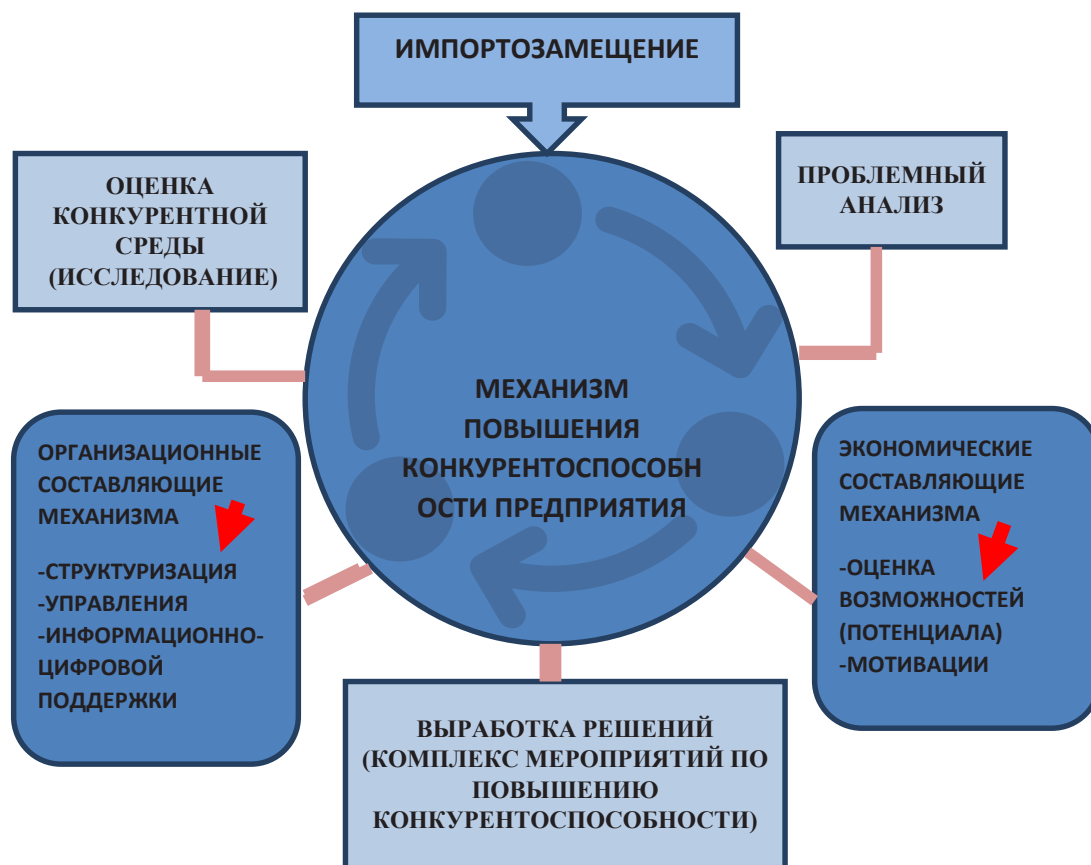 ИМПОРТОЗАМЕЩЕНИЕ
ОЦЕНКА
КОНКУРЕНТНОЙ
СРЕДЫ
(ИССЛЕДОВАНИЕ)
ПРОБЛЕМНЫЙ
АНАЛИЗ
МЕХАНИЗМ
ПОВЫШЕНИЯ
КОНКУРЕНТОСПОСОБН
ОСТИ ПРЕДПРИЯТИЯ
ОРГАНИЗАЦИОННЫЕ
СОСТАВЛЯЮЩИЕ
МЕХАНИЗМА
-СТРУКТУРИЗАЦИЯ
-УПРАВЛЕНИЯ
-ИНФОРМАЦИОННО-
ЦИФРОВОЙ
ПОДДЕРЖКИ
ЭКОНОМИЧЕСКИЕ
СОСТАВЛЯЮЩИЕ
МЕХАНИЗМА
-ОЦЕНКА
ВОЗМОЖНОСТЕЙ
(ПОТЕНЦИАЛА)
-МОТИВАЦИИ
ВЫРАБОТКА РЕШЕНИЙ
(КОМПЛЕКС МЕРОПРИЯТИЙ ПО
ПОВЫШЕНИЮ
КОНКУРЕНТОСПОСОБНОСТИ)